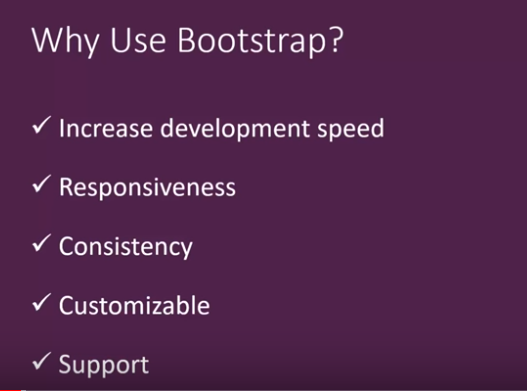 Why Use Bootstrap?
✓ Increase development speed
✓ Responsiveness
✓ Consistency
✓ Customizable
✓ Support